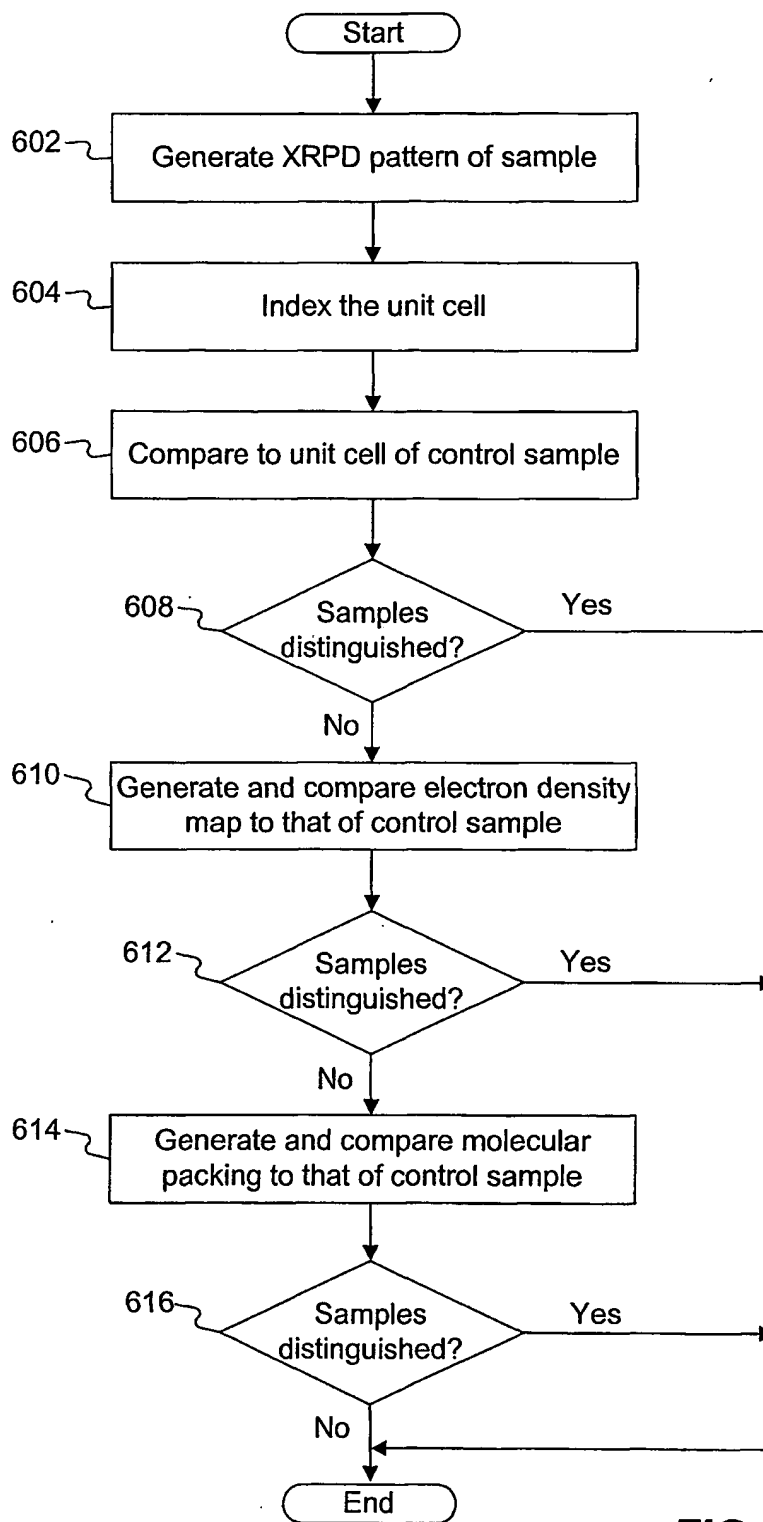 Start
602
Generate XRPD pattern of sample
604
Index the unit cell
606
Compare to unit cell of control sample
608
Samples
distinguished?
Yes
No
610
Generate and compare electron density
map to that of control sample
612
Samples
distinguished?
Yes
No
614
Generate and compare molecular
packing to that of control sample
616
Samples
distinguished?
Yes
No
End